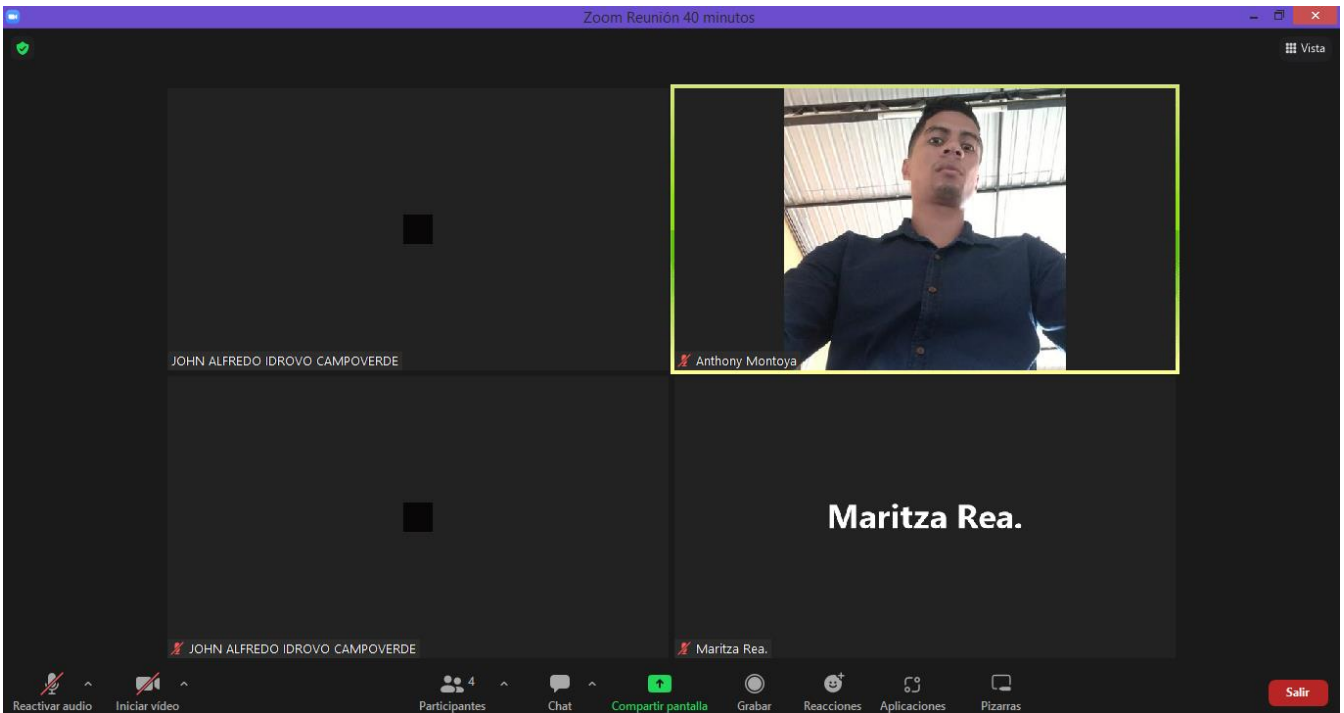 Zoom Reunión 40 minutos
Vista
JOHN ALFREDO IDROVO CAMPOVERDE
Anthony Montoya
Maritza Rea.
JOHN ALFREDO IDROVO CAMPOVERDE
Maritza Rea.
Reactivar audio
Iniciar vídeo
4
Participantes
Chat
Compartir pantalla
Grabar
Reacciones
Aplicaciones
Pizarras
Salir